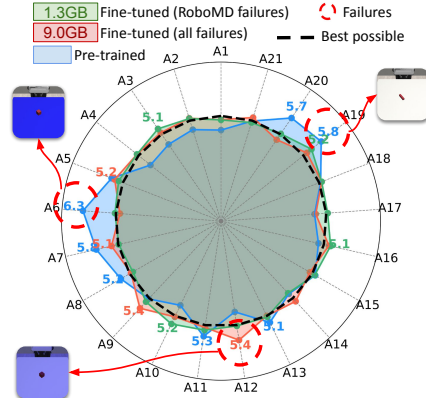 1.3GB Fine-tuned (RoboMD failures)
9.0GB Fine-tuned (all failures)
Pre-trained
Failures
Best possible
A1
A21
A20
A19
A18
A17
A16
A15
A14
A13
A12
A11
A10
A9
A8
A7
A6
A5
A4
A3
A2
5.1
5.7
5.8
5.2
6.3
5.1
5.8
5.2
5.1
5.4
5.2
5.3
5.4
5.1